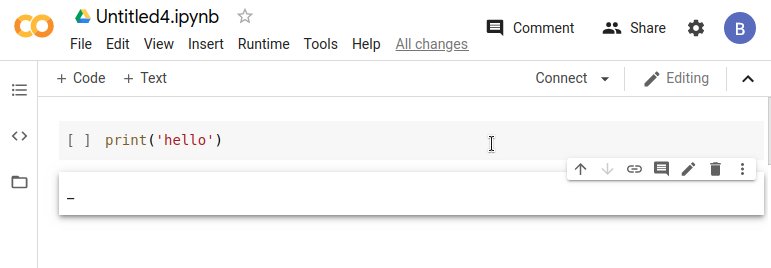 Untitled4.ipynb
Comment
Share
B
File Edit View Insert Runtime Tools Help All changes
+ Code + Text
Connect
Editing
[ ] print('hello')
–